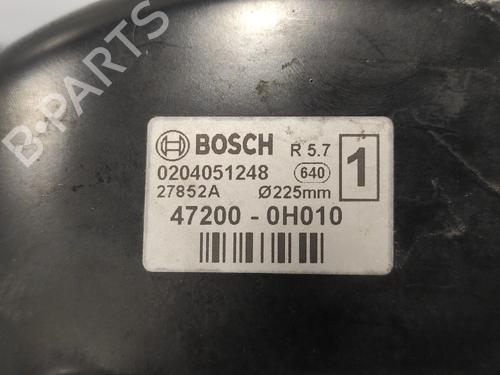 B-PARTS
BOSCH R 5.7 1
0204051248 640
27852A Ø225mm
47200 - 0H010